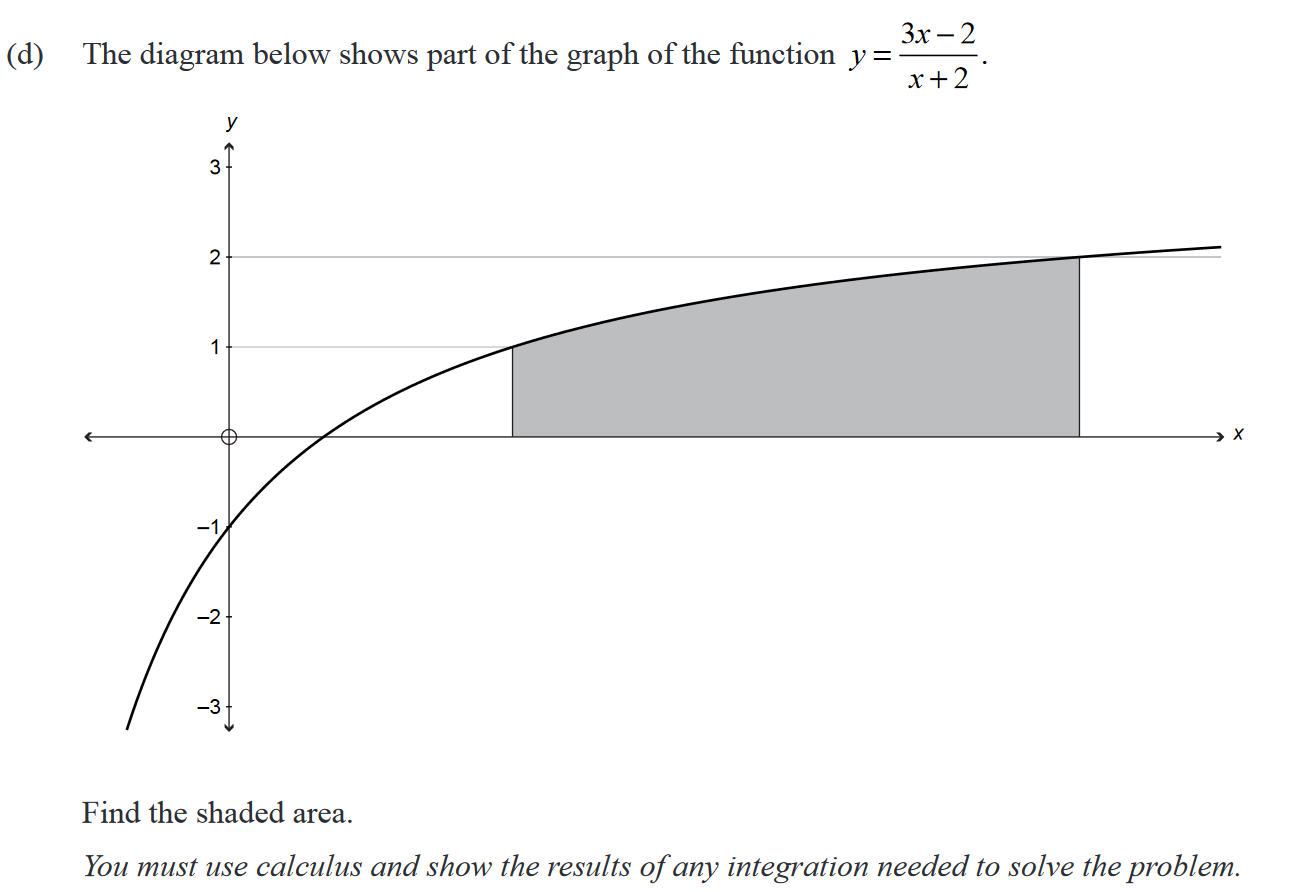 (d) The diagram below shows part of the graph of the function y = (3x – 2)/(x + 2).
y
3
2
1
x
–1
–2
–3
Find the shaded area.
You must use calculus and show the results of any integration needed to solve the problem.